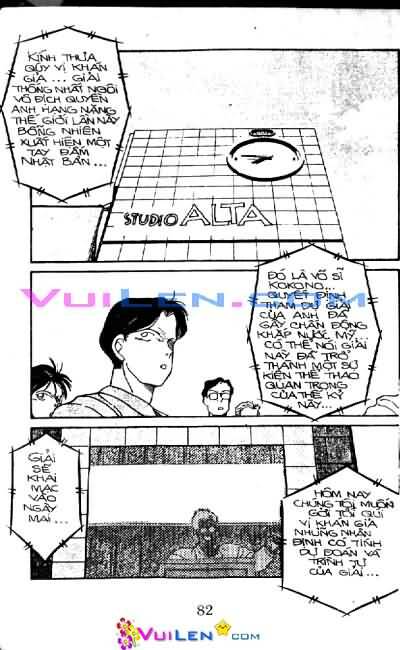 KÍNH THƯA
QUÝ VỊ KHÁN
GIẢ... GIẢI
THỐNG NHẤT NGÔI
VÔ ĐỊCH QUYỀN
ANH HẠNG NẶNG
THẾ GIỚI LẦN NÀY
BỖNG NHIÊN
XUẤT HIỆN MỘT
TAY ĐẤM
NHẬT BẢN...
STUDIO ALTA
ĐÓ LÀ VÕ SĨ
KOKONO...
QUYẾT ĐỊNH
THAM DỰ GIẢI
CỦA ANH ĐÃ
GÂY CHẤN ĐỘNG
KHẮP NƯỚC MỸ.
CÓ THỂ NÓI GIẢI
NÀY ĐÃ TRỞ
THÀNH MỘT SỰ
KIỆN THỂ THAO
QUAN TRỌNG
CỦA THẾ KỶ
NÀY...
VUILEN.COM
GIẢI
SẼ
KHAI
MẠC
VÀO
NGÀY
MAI...
HÔM NAY
CHÚNG TÔI MUỐN
GỞI TỚI QUÍ
VỊ KHÁN GIẢ
NHỮNG NHẬN
ĐỊNH CÓ TÍNH
DỰ ĐOÁN VÀ
TRÌNH TỰ
CỦA GIẢI...
82
VUILEN.COM